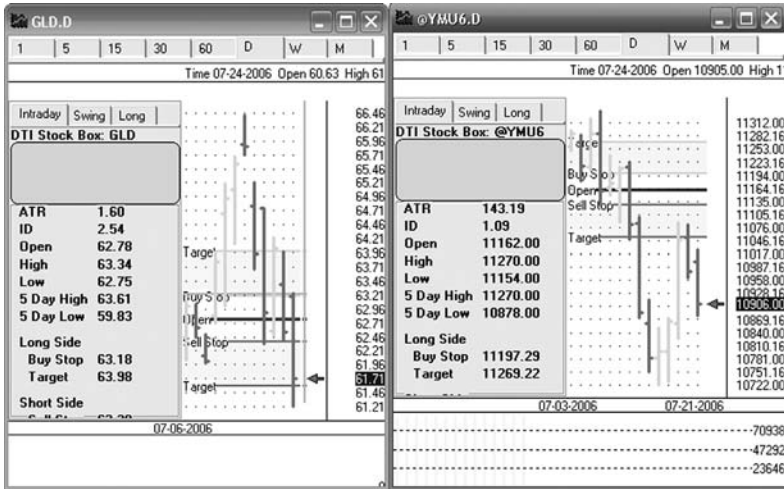 GLD.D
1 5 15 30 60 D W M
Time 07-24-2006 Open 60.63 High 61
Intraday Swing Long
DTI Stock Box: GLD
ATR 1.60
ID 2.54
Open 62.78
High 63.34
Low 62.75
5 Day High 63.61
5 Day Low 59.83
Long Side
Buy Stop 63.18
Target 63.98
Short Side
Target
Buy Stop
Open
Sell Stop
Target
66.46
66.21
65.96
65.71
65.46
65.21
64.96
64.71
64.46
64.21
63.96
63.71
63.46
63.21
62.96
62.71
62.46
62.21
61.96
61.71
61.46
61.21
07-06-2006
@YMU6.D
1 5 15 30 60 D W M
Time 07-24-2006 Open 10905.00 High 1
Intraday Swing Long
DTI Stock Box: @YMU6
ATR 143.19
ID 1.09
Open 11162.00
High 11270.00
Low 11154.00
5 Day High 11270.00
5 Day Low 10878.00
Long Side
Buy Stop 11197.29
Target 11269.22
Target
Buy Stop
Open
Sell Stop
Target
11312.00
11282.16
11253.00
11223.16
11194.00
11164.16
11135.00
11105.16
11076.00
11046.16
11017.00
10987.16
10958.00
10928.16
10906.00
10869.16
10840.00
10810.16
10781.00
10751.16
10722.00
07-03-2006 07-21-2006
70938
47292
23646